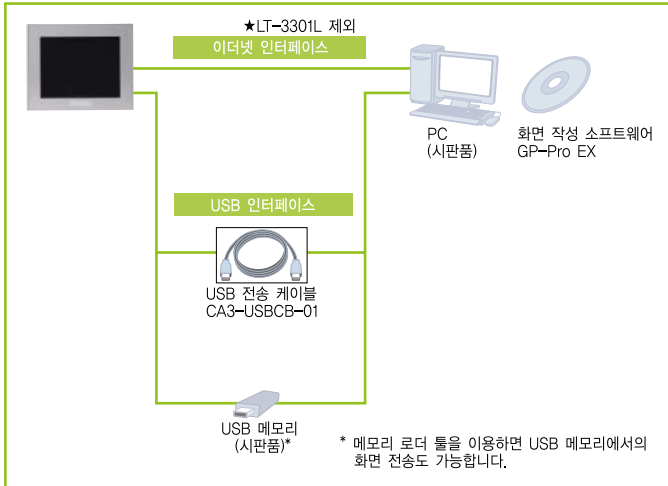 ★LT-3301L 제외
이더넷 인터페이스
PC
(시판품)
화면 작성 소프트웨어
GP-Pro EX
USB 인터페이스
USB 전송 케이블
CA3-USBCB-01
USB 메모리
(시판품)*
* 메모리 로더 툴을 이용하면 USB 메모리에서의
화면 전송도 가능합니다.